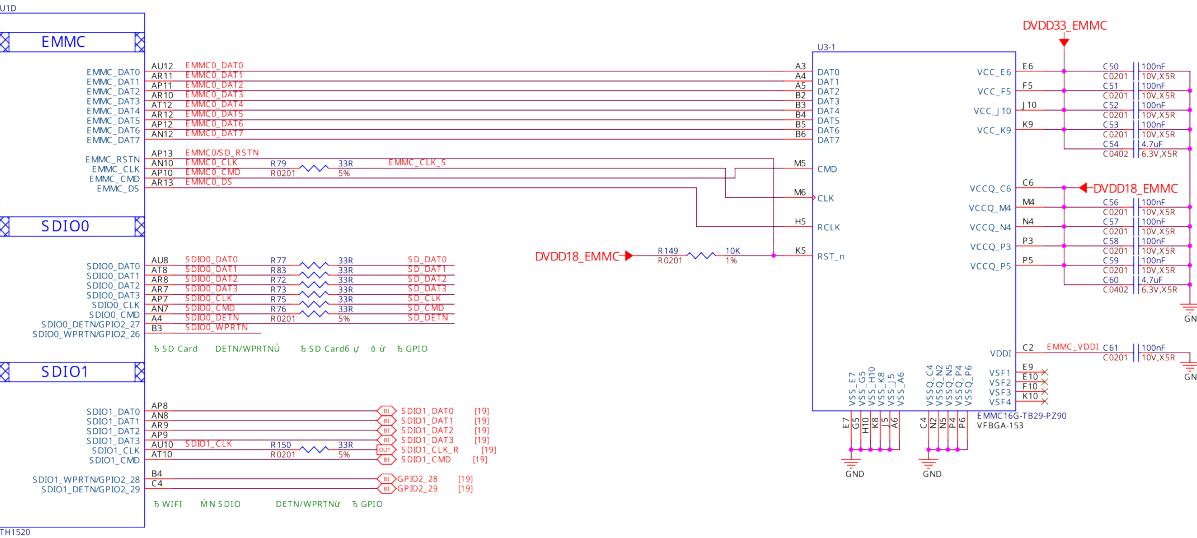 U1D
EMMC
EMMC_DAT0 AU12 EMMC0_DAT0
EMMC_DAT1 AR11 EMMC0_DAT1
EMMC_DAT2 AP11 EMMC0_DAT2
EMMC_DAT3 AR10 EMMC0_DAT3
EMMC_DAT4 AT12 EMMC0_DAT4
EMMC_DAT5 AR12 EMMC0_DAT5
EMMC_DAT6 AP12 EMMC0_DAT6
EMMC_DAT7 AN12 EMMC0_DAT7
EMMC_RSTN AP13 EMMC0/SD_RSTN
EMMC_CLK AN10 EMMC0_CLK R79 33R EMMC_CLK_S
EMMC_CMD AP10 EMMC0_CMD R0201 5%
EMMC_DS AR13 EMMC0_DS
SDIO0
SDIO0_DAT0 AU8 SDIO0_DAT0 R77 33R SD_DAT0
SDIO0_DAT1 AT8 SDIO0_DAT1 R83 33R SD_DAT1
SDIO0_DAT2 AR8 SDIO0_DAT2 R72 33R SD_DAT2
SDIO0_DAT3 AR7 SDIO0_DAT3 R73 33R SD_DAT3
SDIO0_CLK AP7 SDIO0_CLK R75 33R SD_CLK
SDIO0_CMD AN7 SDIO0_CMD R76 33R SD_CMD
SDIO0_DETN/GPIO2_27 A4 SDIO0_DETN R0201 5% SD_DETN
SDIO0_WPRTN/GPIO2_26 B3 SDIO0_WPRTN
SD Card DETN/WPRTN SD Card GPIO
SDIO1
SDIO1_DAT0 AP8 BI SDIO1_DAT0 [19]
SDIO1_DAT1 AN8 BI SDIO1_DAT1 [19]
SDIO1_DAT2 AR9 BI SDIO1_DAT2 [19]
SDIO1_DAT3 AP9 BI SDIO1_DAT3 [19]
SDIO1_CLK AU10 SDIO1_CLK R150 33R OUT SDIO1_CLK_R [19]
SDIO1_CMD AT10 R0201 5% BI SDIO1_CMD [19]
SDIO1_WPRTN/GPIO2_28 B4 BI GPIO2_28 [19]
SDIO1_DETN/GPIO2_29 C4 BI GPIO2_29 [19]
WIFI SDIO DETN/WPRTN GPIO
TH1520
U3-1
A3 DAT0
A4 DAT1
A5 DAT2
B2 DAT3
B3 DAT4
B4 DAT5
B5 DAT6
B6 DAT7
M5 CMD
M6 CLK
H5 RCLK
DVDD18_EMMC R149 10K K5 RST_n
R0201 1%
DVDD33_EMMC
VCC_E6 E6 C50 100nF
C0201 10V,X5R
VCC_F5 F5 C51 100nF
C0201 10V,X5R
VCC_J10 J10 C52 100nF
C0201 10V,X5R
VCC_K9 K9 C53 100nF
C0201 10V,X5R
C54 4.7uF
C0402 6.3V,X5R
VCCQ_C6 C6 DVDD18_EMMC
VCCQ_M4 M4 C56 100nF
C0201 10V,X5R
VCCQ_N4 N4 C57 100nF
C0201 10V,X5R
VCCQ_P3 P3 C58 100nF
C0201 10V,X5R
VCCQ_P5 P5 C59 100nF
C0201 10V,X5R
C60 4.7uF
C0402 6.3V,X5R
GN
VDDI C2 EMMC_VDDI C61 100nF
C0201 10V,X5R
GN
VSF1 E9
VSF2 E10
VSF3 F10
VSF4 K10
EMMC16G-TB29-PZ90
VFBGA-153
VSS_E7 VSS_G5 VSS_H10 VSS_K8 VSS_J5 VSS_A6 VSSQ_C4 VSSQ_N2 VSSQ_N5 VSSQ_P4 VSSQ_P6
E7 G5 H10 K8 J5 A6 C4 N2 N5 P4 P6
GND GND